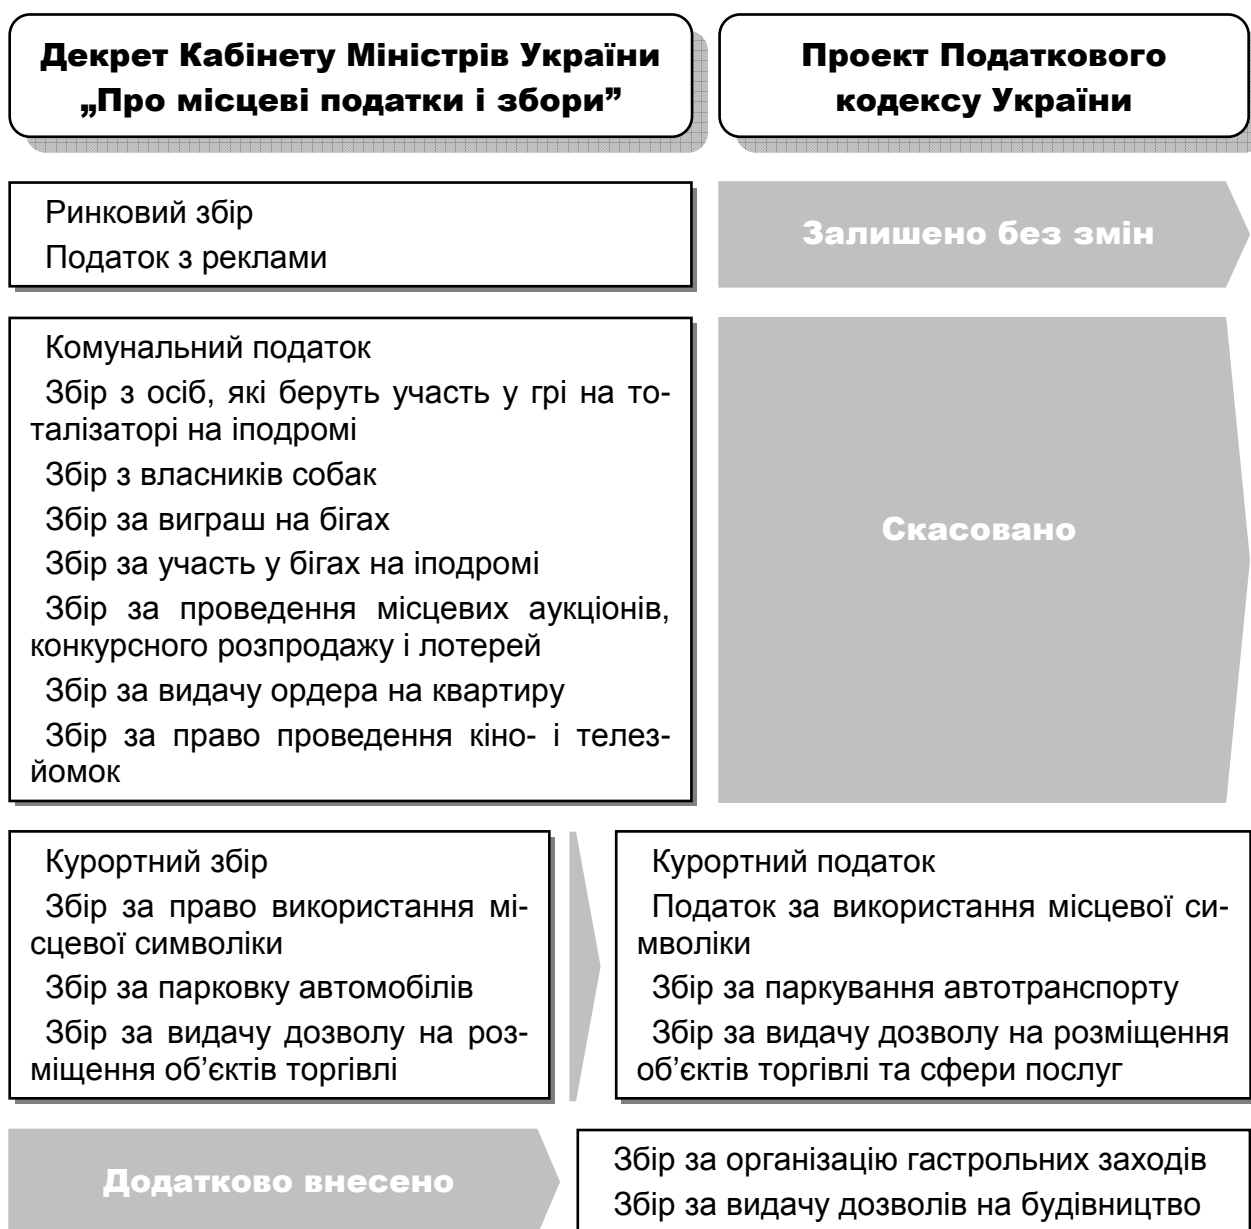 Декрет Кабінету Міністрів України
„Про місцеві податки і збори”
Проект Податкового
кодексу України
Ринковий збір
Податок з реклами
Залишено без змін
Комунальний податок
Збір з осіб, які беруть участь у грі на то-
талізаторі на іподромі
Збір з власників собак
Збір за виграш на бігах
Збір за участь у бігах на іподромі
Збір за проведення місцевих аукціонів,
конкурсного розпродажу і лотерей
Збір за видачу ордера на квартиру
Збір за право проведення кіно- і телез-
йомок
Скасовано
Курортний збір
Збір за право використання мі-
сцевої символіки
Збір за парковку автомобілів
Збір за видачу дозволу на роз-
міщення об’єктів торгівлі
Курортний податок
Податок за використання місцевої си-
мволіки
Збір за паркування автотранспорту
Збір за видачу дозволу на розміщення
об’єктів торгівлі та сфери послуг
Додатково внесено
Збір за організацію гастрольних заходів
Збір за видачу дозволів на будівництво